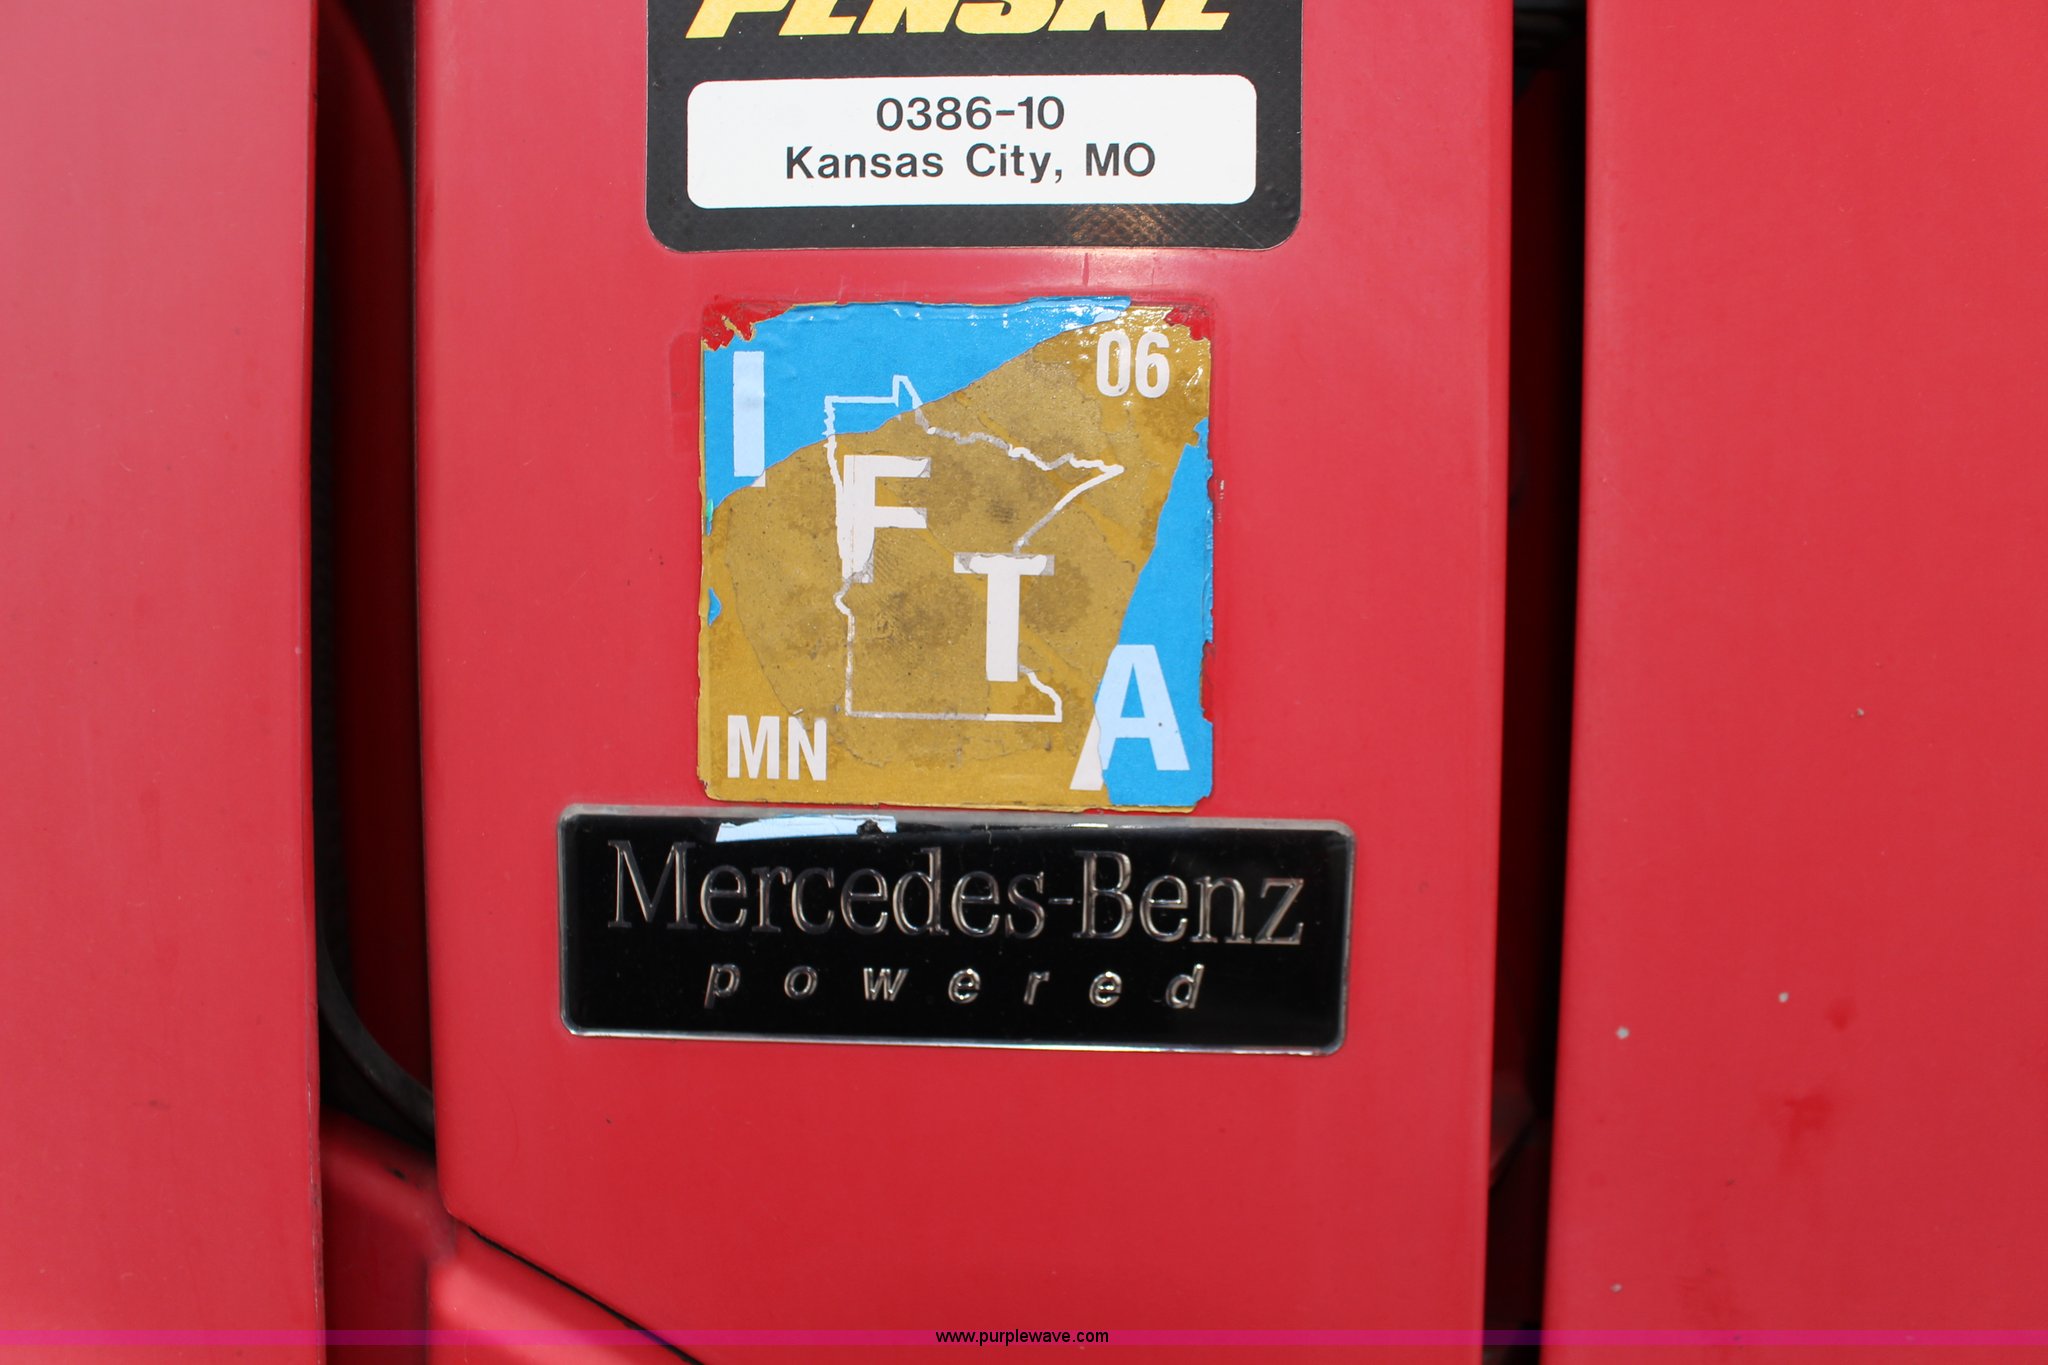 PENSKE
0386-10
Kansas City, MO
06
I
F
T
A
MN
Mercedes-Benz
powered
www.purplewave.com